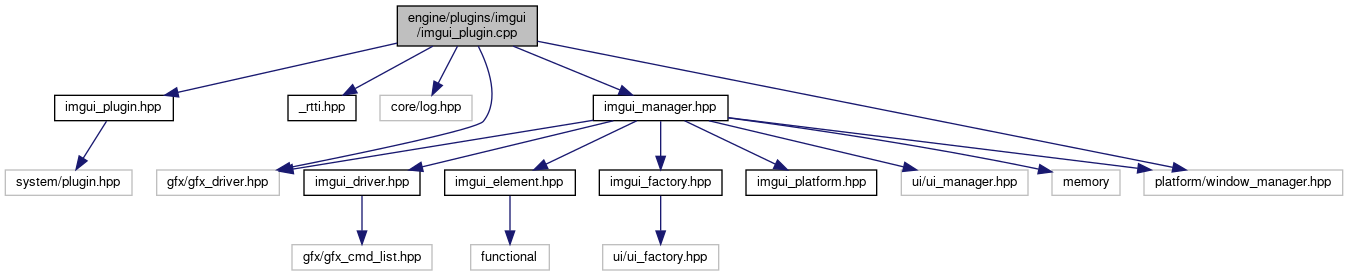 engine/plugins/imgui
/imgui_plugin.cpp
imgui_plugin.hpp
_rtti.hpp
core/log.hpp
imgui_manager.hpp
system/plugin.hpp
gfx/gfx_driver.hpp
imgui_driver.hpp
imgui_element.hpp
imgui_factory.hpp
imgui_platform.hpp
ui/ui_manager.hpp
memory
platform/window_manager.hpp
gfx/gfx_cmd_list.hpp
functional
ui/ui_factory.hpp